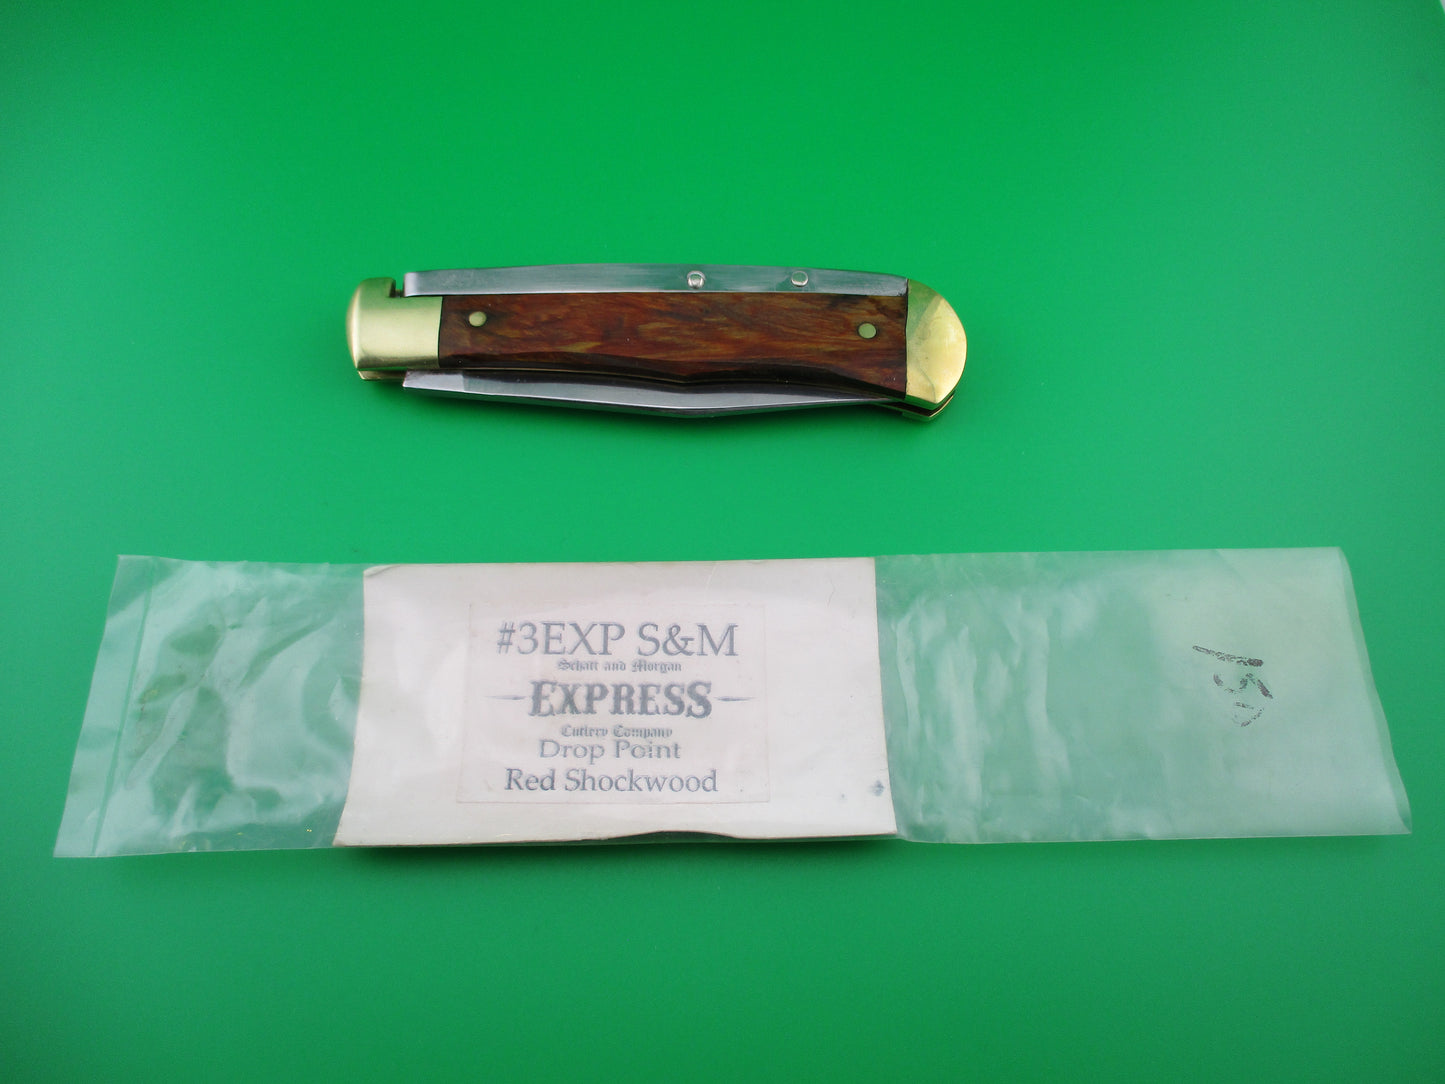 #3EXP S&M
Schatt and Morgan
EXPRESS
Cutlery Company
Drop Point
Red Shockwood